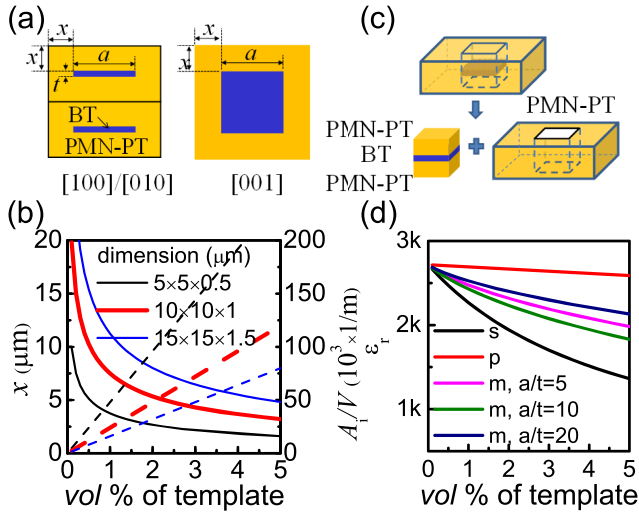 (a)
x
a
x
t
BT
PMN-PT
[100]/[010]
x
x
a
[001]
(c)
PMN-PT
PMN-PT
BT
PMN-PT
(b)
dimension (μm)
5×5×0.5
10×10×1
15×15×1.5
x (μm)
20
15
10
5
0
200
150
100
50
0
A_i/V (10^3 ×1/m)
0 1 2 3 4 5
vol % of template
(d)
ε_r
3k
2k
1k
s
p
m, a/t=5
m, a/t=10
m, a/t=20
0 1 2 3 4 5
vol % of template